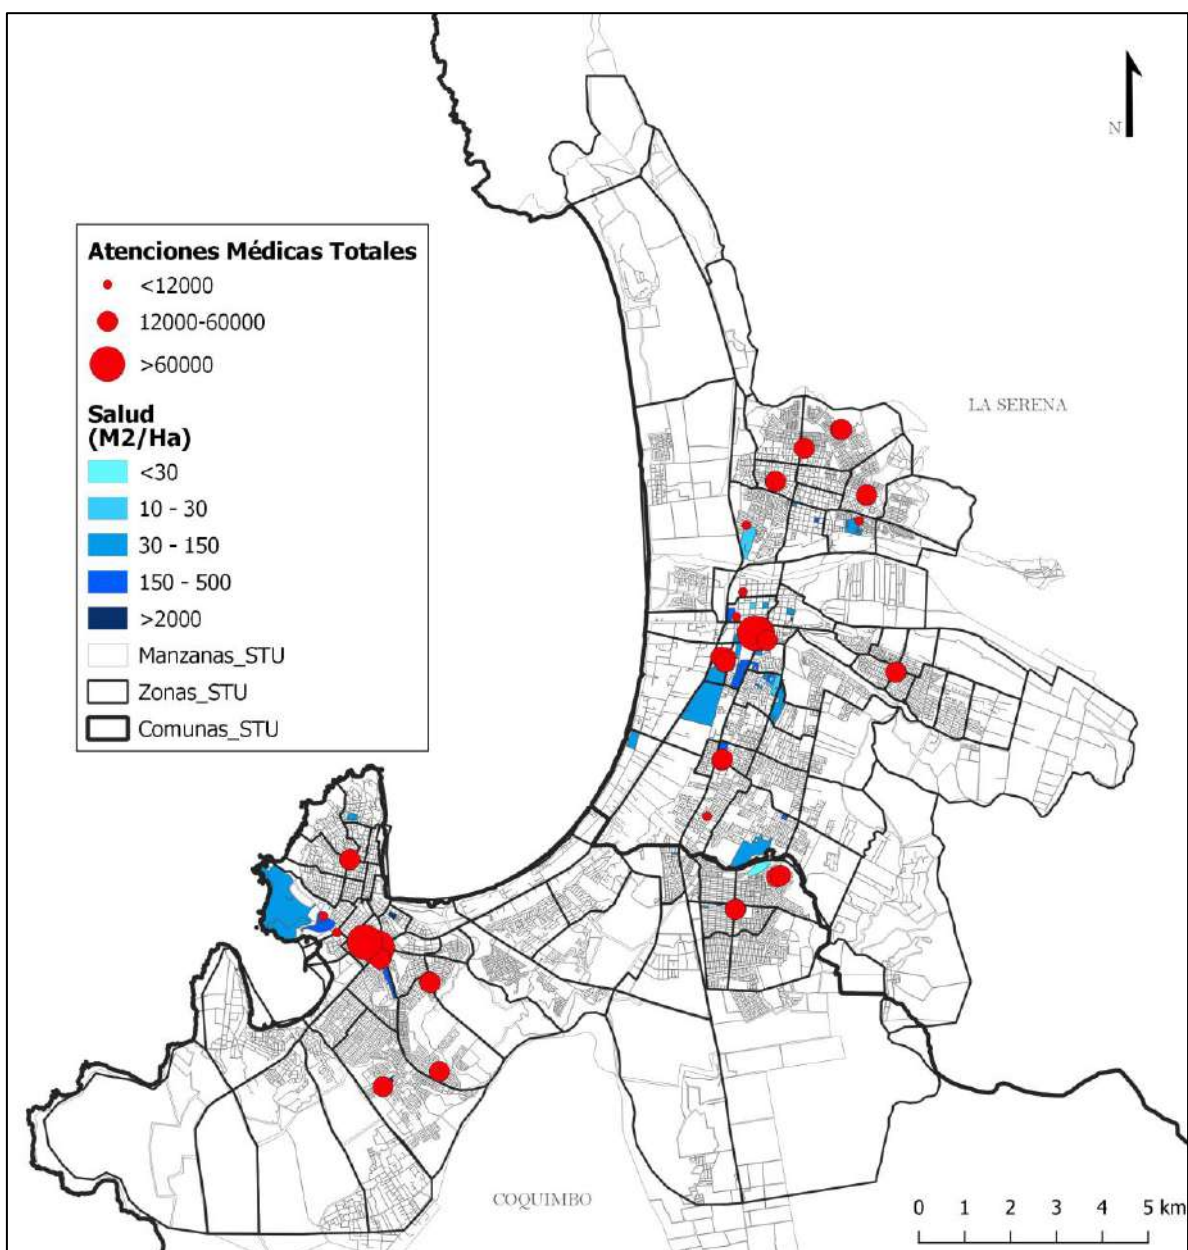 N
Atenciones Médicas Totales
<12000
12000-60000
>60000
Salud
(M2/Ha)
<30
10 - 30
30 - 150
150 - 500
>2000
Manzanas_STU
Zonas_STU
Comunas_STU
LA SERENA
COQUIMBO
0 1 2 3 4 5 km